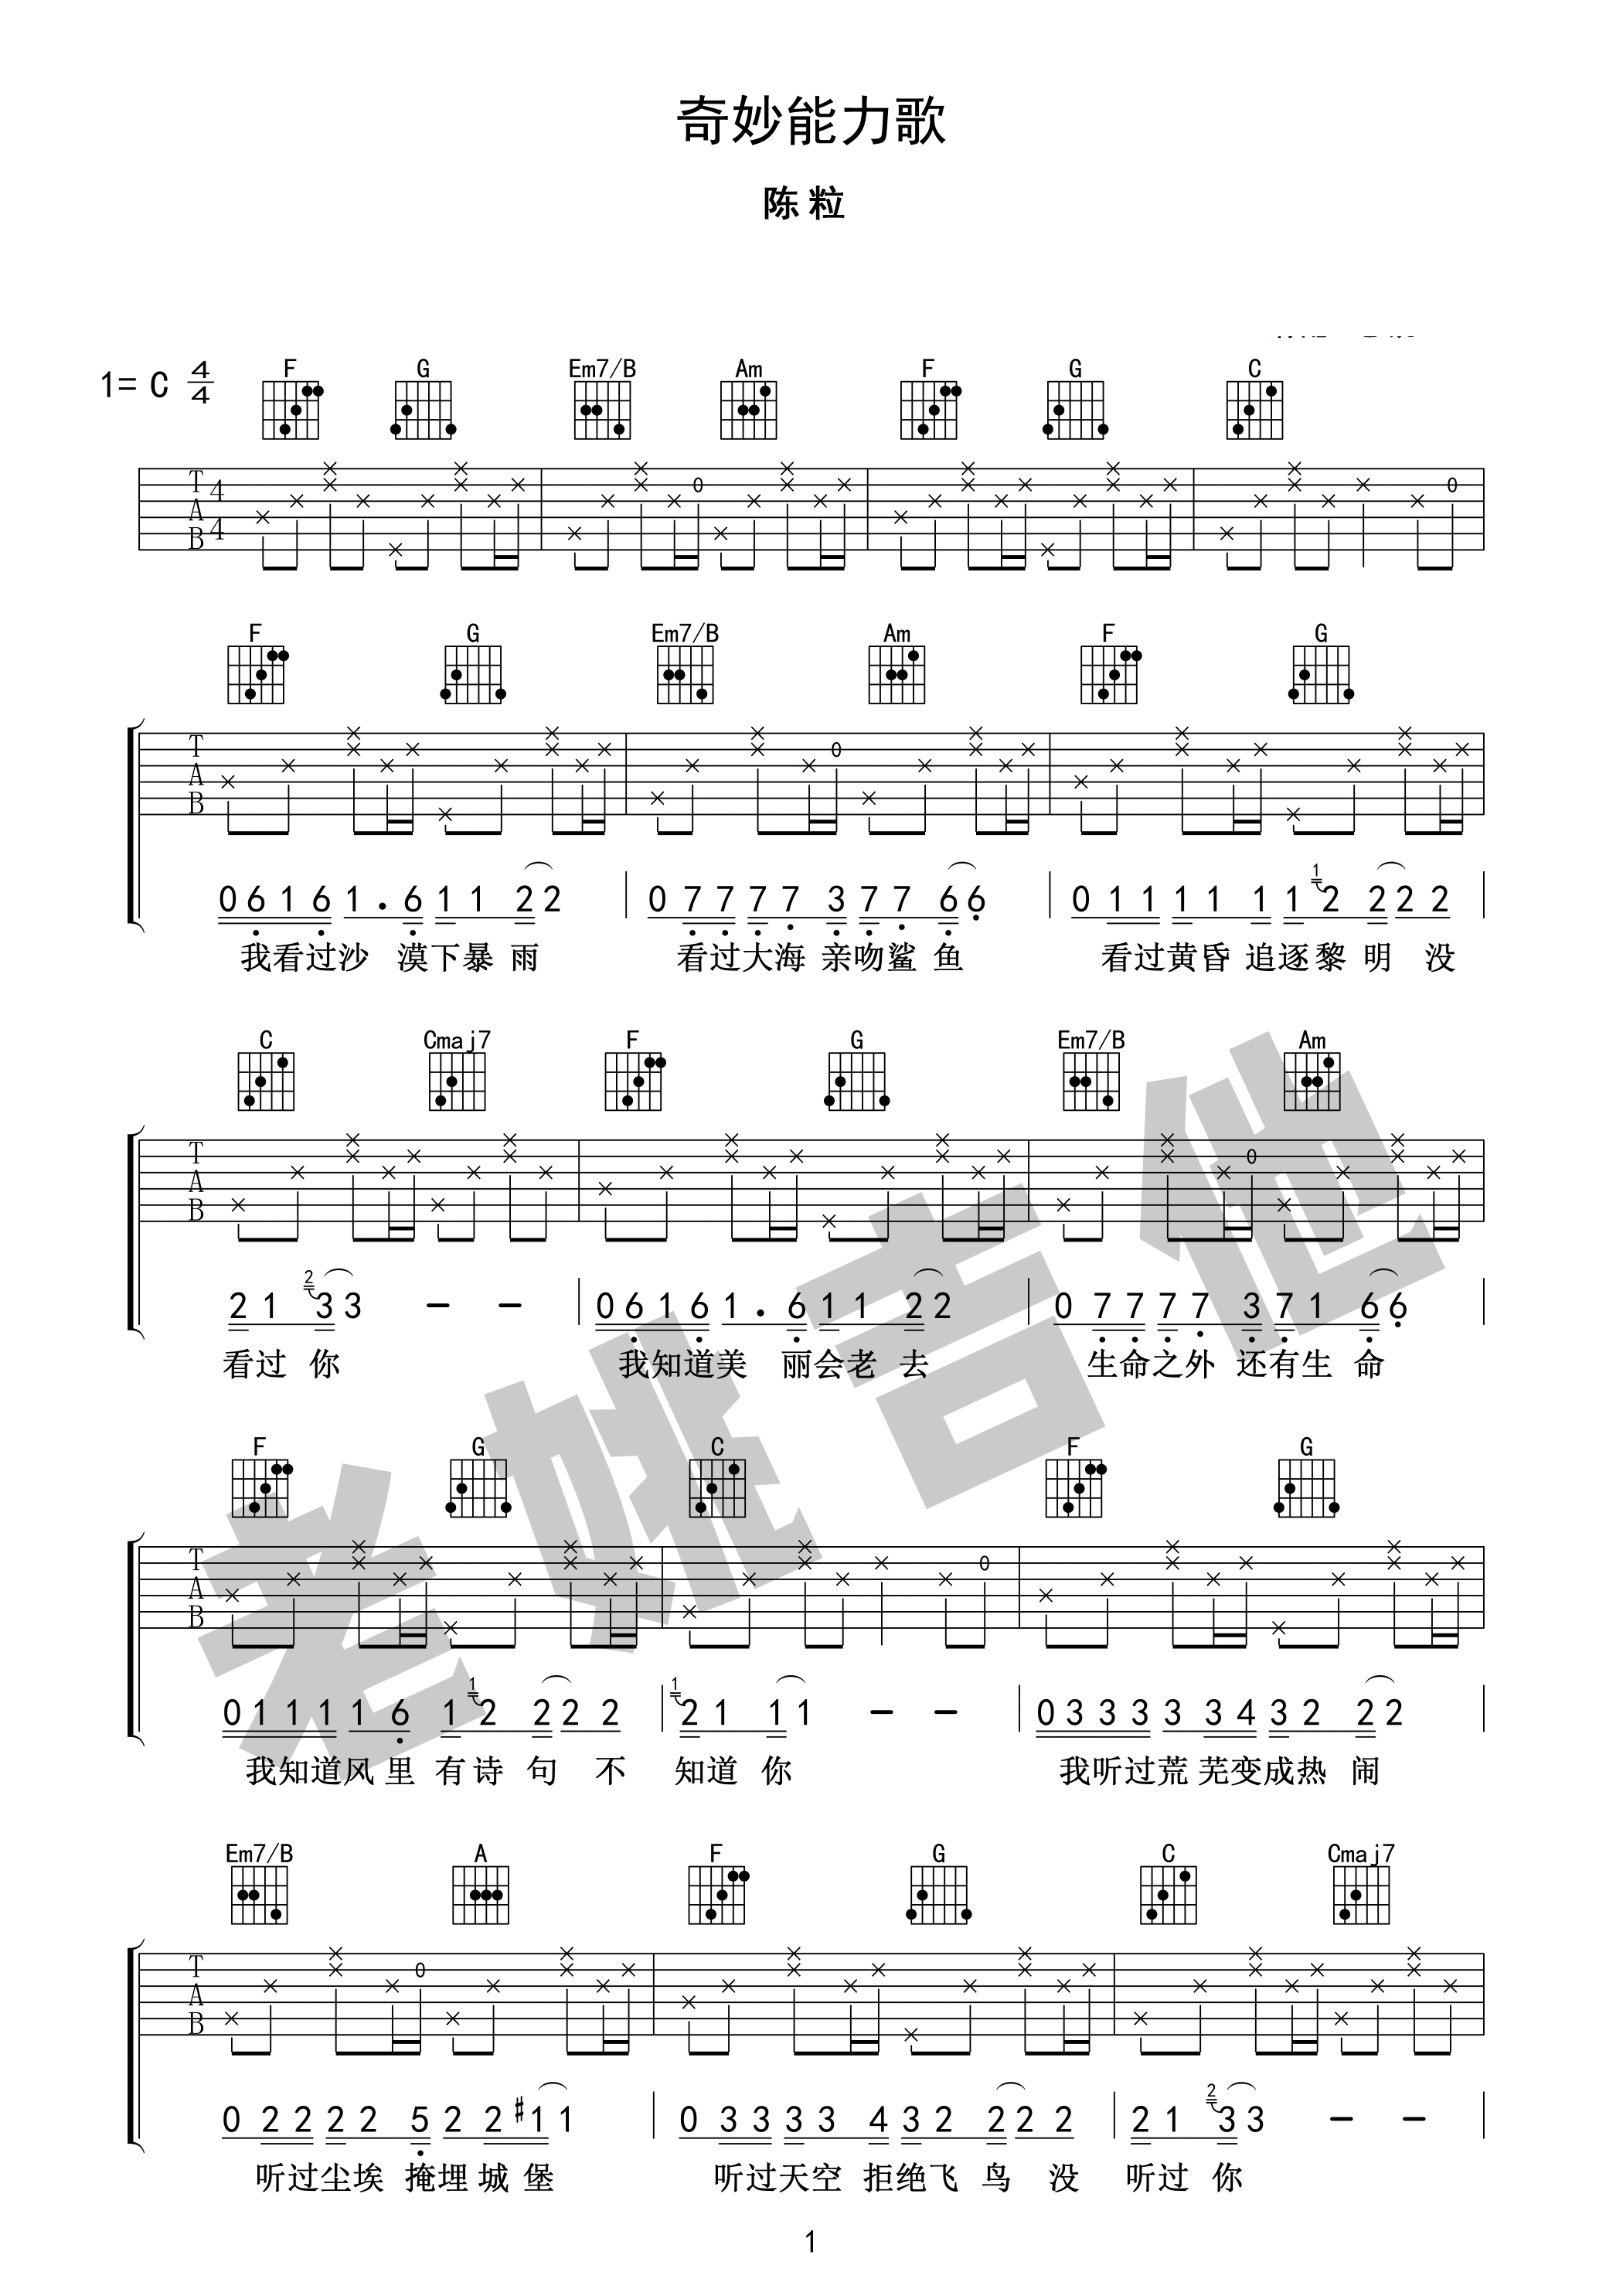 奇妙能力歌
陈粒
1= C 4/4
F G Em7/B Am F G C
T A B 4 4
F G Em7/B Am F G
T A B
0 6 1 6 1 . 6 1 1 2 2 0 7 7 7 7 3 7 7 6 6 0 1 1 1 1 1 1 1 2 2 2 2
我看过沙 漠下暴 雨 看过大海 亲吻鲨 鱼 看过黄昏 追逐黎 明 没
C Cmaj7 F G Em7/B Am
T A B
2 1 2 3 3 - - 0 6 1 6 1 . 6 1 1 2 2 0 7 7 7 7 3 7 1 6 6
看过 你 我知道美 丽会老 去 生命之外 还有生 命
F G C F G
T A B
0 1 1 1 1 6 1 1 2 2 2 2 1 2 1 1 1 - - 0 3 3 3 3 3 4 3 2 2 2
我知道风里 有诗 句 不 知道 你 我听过荒 芜变成热 闹
Em7/B A F G C Cmaj7
T A B
0 2 2 2 2 5 2 2 #1 1 0 3 3 3 3 4 3 2 2 2 2 2 1 2 3 3 - -
听过尘埃 掩埋 城 堡 听过天空 拒绝飞 鸟 没 听过 你
老姚吉他
1